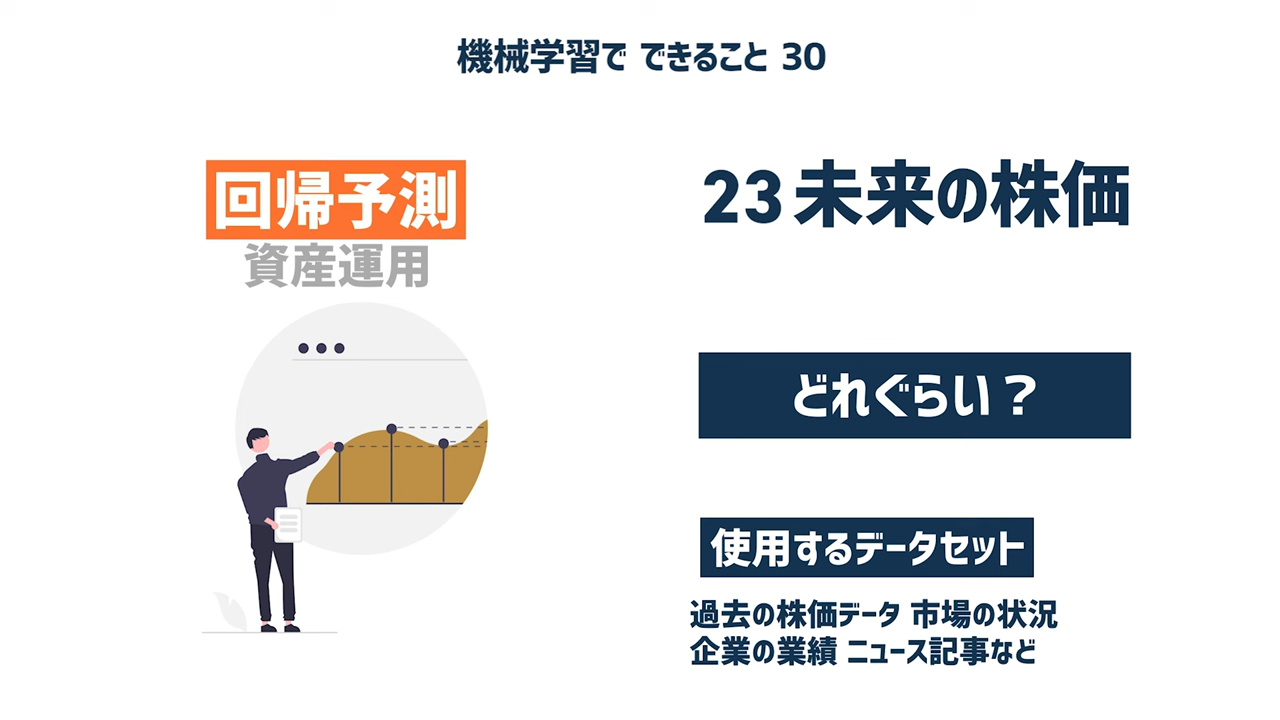 機械学習で できること 30
回帰予測
資産運用
23 未来の株価
どれぐらい？
使用するデータセット
過去の株価データ 市場の状況
企業の業績 ニュース記事など